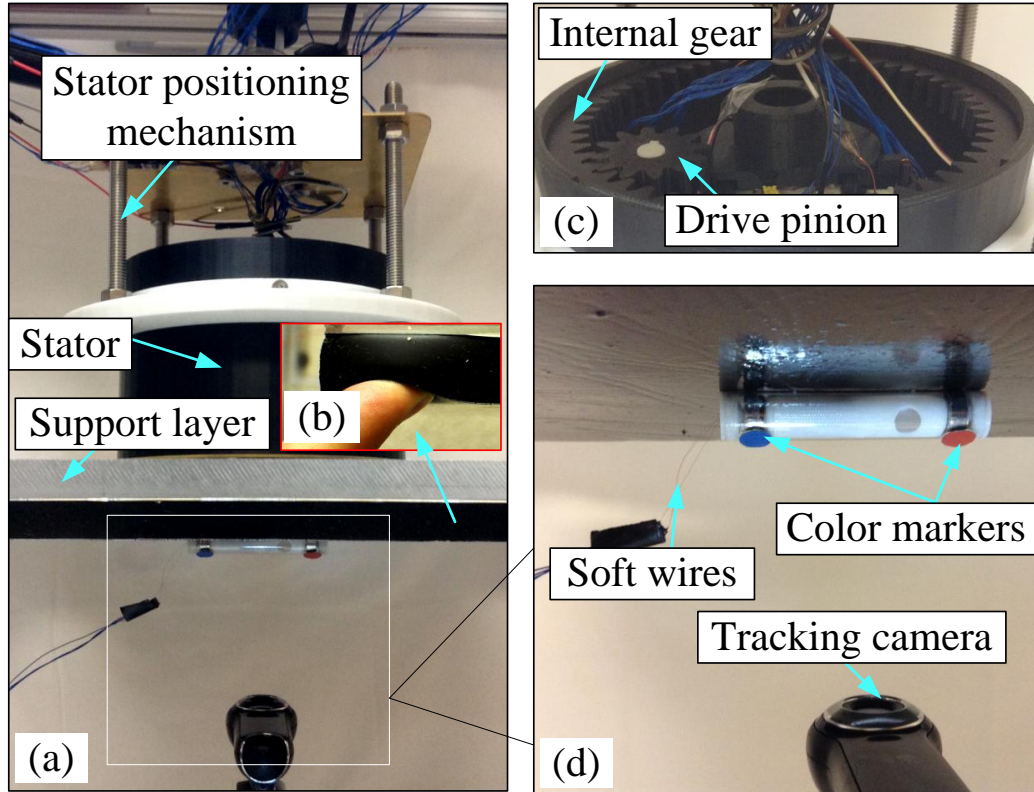 Stator positioning
mechanism
Stator
Support layer
(b)
(a)
Internal gear
Drive pinion
(c)
Color markers
Soft wires
Tracking camera
(d)